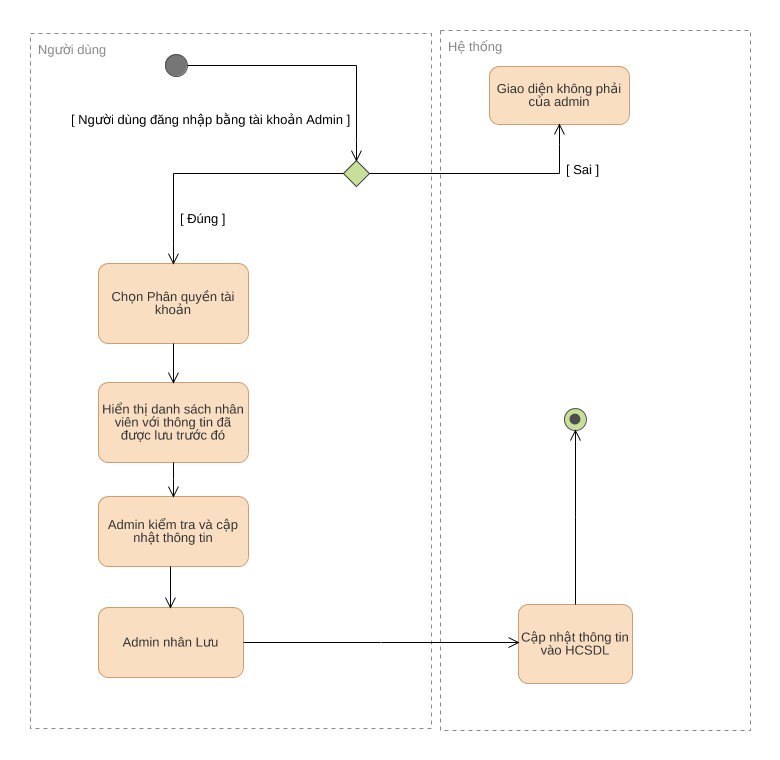 Người dùng
Hệ thống
Giao diện không phải
của admin
[ Người dùng đăng nhập bằng tài khoản Admin ]
[ Sai ]
[ Đúng ]
Chọn Phân quyền tài
khoản
Hiển thị danh sách nhân
viên với thông tin đã
được lưu trước đó
Admin kiểm tra và cập
nhật thông tin
Admin nhân Lưu
Cập nhật thông tin
vào HCSDL